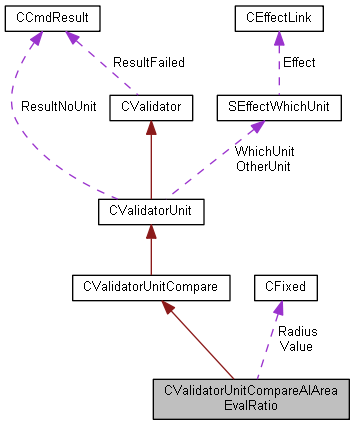 CCmdResult
CEffectLink
ResultFailed
Effect
ResultNoUnit
CValidator
SEffectWhichUnit
WhichUnit
OtherUnit
CValidatorUnit
CValidatorUnitCompare
CFixed
Radius
Value
CValidatorUnitCompareAIArea
EvalRatio